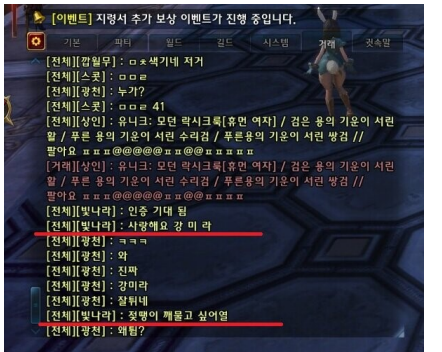 [이벤트] 지령서 추가 보상 이벤트가 진행 중입니다.
기본 파티 월드 길드 시스템 거래 귓속말
[전체][깝월무] : ㅁㅊ색기네 저거
[전체][스콧] : ㅁㅁㄹ
[전체][광천] : 누가?
[전체][스콧] : ㅁㅁㄹ 41
[전체][상인] : 유니크: 모던 락시크룩[휴먼 여자] / 검은 용의 기운이 서린
활 / 푸른 용의 기운이 서린 수리검 / 푸른용의 기운이 서린 쌍검 //
팔아요 ㅍㅍㅍ@@@@@ㅍㅍ@@ㅍㅍㅍㅍㅍ
[거래][상인] : 유니크: 모던 락시크룩[휴먼 여자] / 검은 용의 기운이 서린
활 / 푸른 용의 기운이 서린 수리검 / 푸른용의 기운이 서린 쌍검 //
팔아요 ㅍㅍㅍ@@@@@ㅍㅍ@@ㅍㅍㅍㅍ
[전체][빛나라] : 인증 기대 됨
[전체][빛나라] : 사랑해요 강 미 라
[전체][광천] : ㅋㅋㅋ
[전체][광천] : 와
[전체][광천] : 진짜
[전체][광천] : 강미라
[전체][광천] : 잘튀네
[전체][빛나라] : 젖땡이 깨물고 싶어열
[전체][광천] : 왜튐?